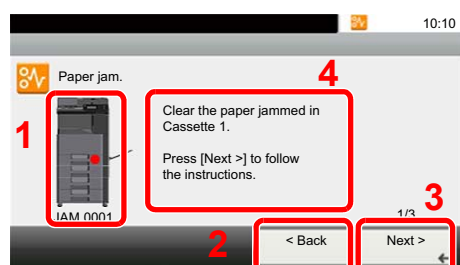 10:10
Paper jam.
4
1
Clear the paper jammed in
Cassette 1.
Press [Next >] to follow
the instructions.
JAM 0001
1/3
3
2
< Back
Next >